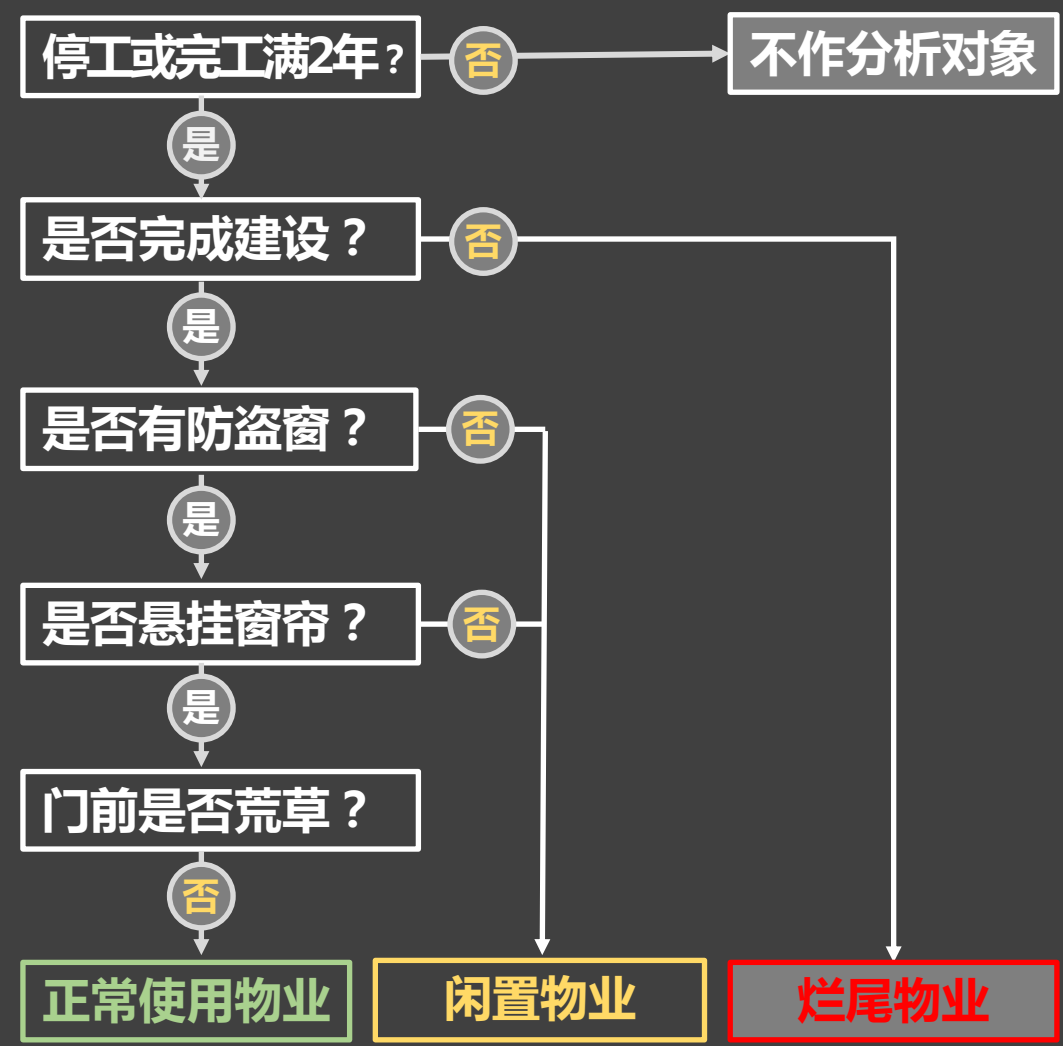 停工或完工满2年？
否
不作分析对象
是
是否完成建设？
否
是
是否有防盗窗？
否
是
是否悬挂窗帘？
否
是
门前是否荒草？
否
正常使用物业
闲置物业
烂尾物业